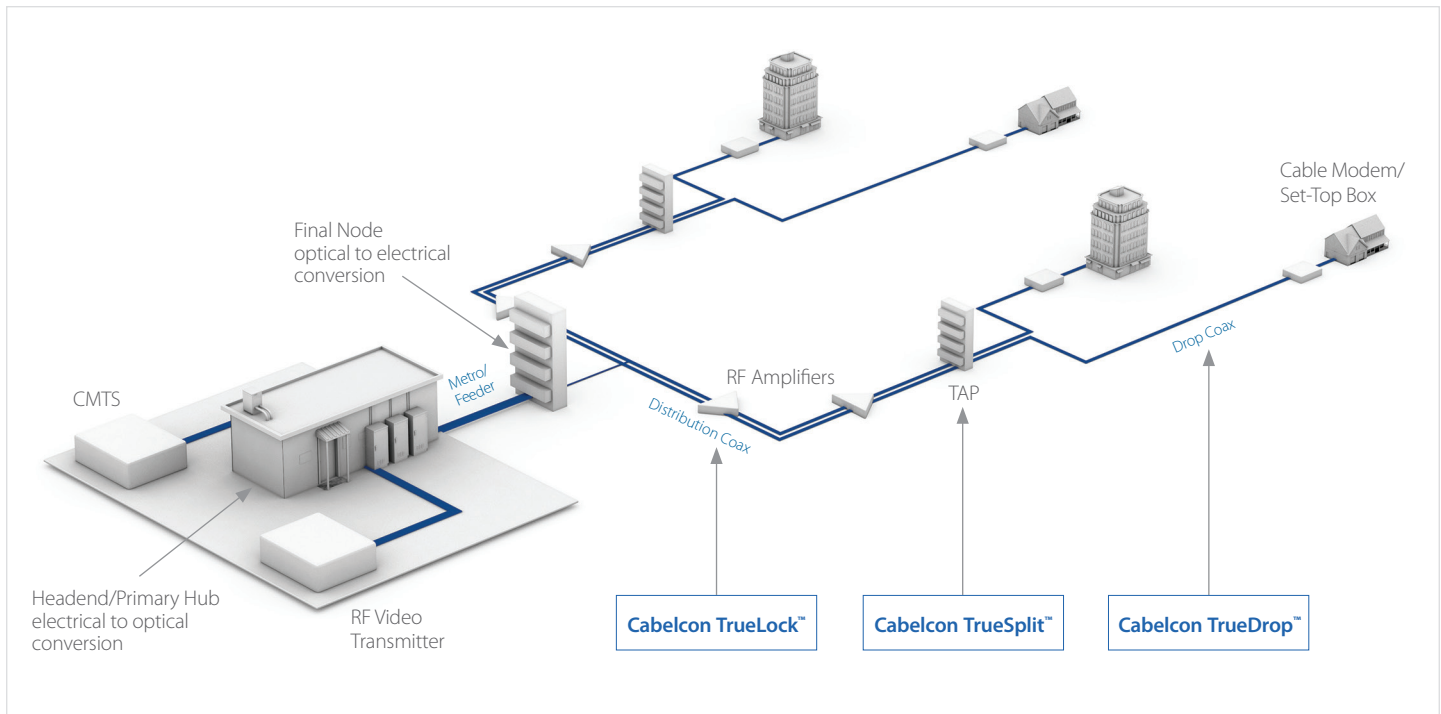 Cable Modem/
Set-Top Box
Final Node
optical to electrical
conversion
Drop Coax
RF Amplifiers
Metro/
Feeder
TAP
CMTS
Distribution Coax
Headend/Primary Hub
electrical to optical
conversion
RF Video
Transmitter
Cabelcon TrueLock™
Cabelcon TrueSplit™
Cabelcon TrueDrop™